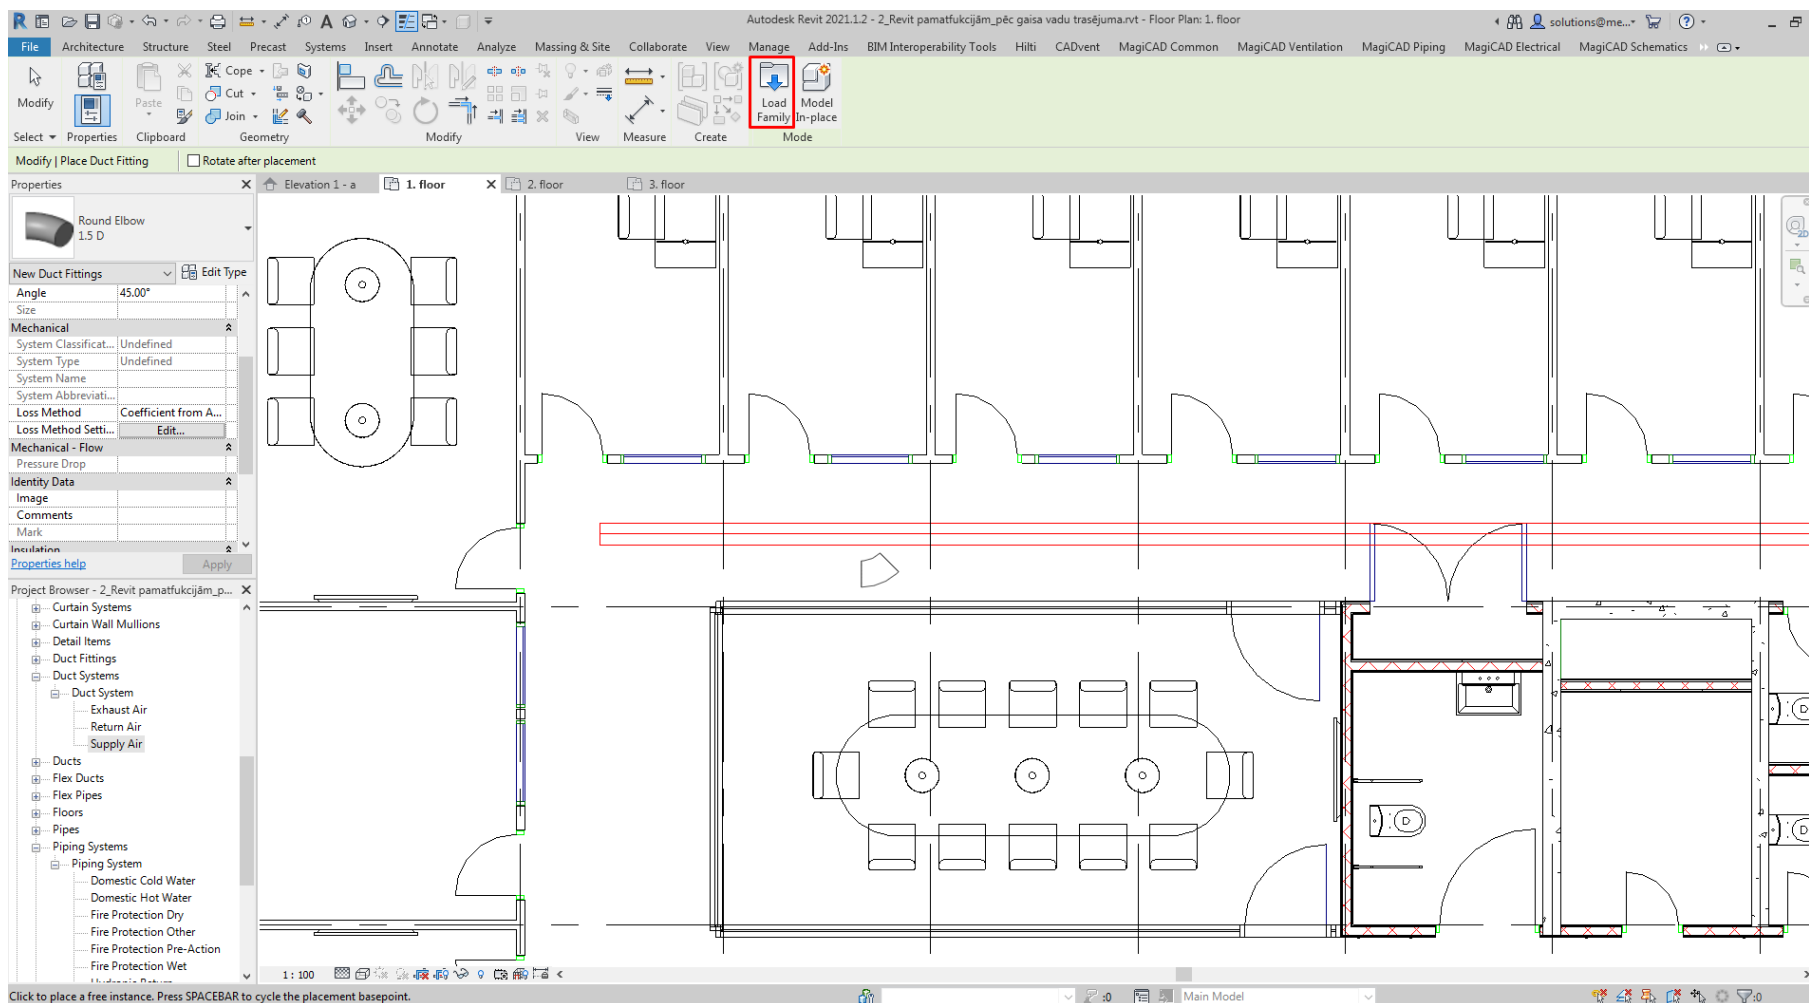 Autodesk Revit 2021.1.2 - 2_Revit pamatfukcijām_pēc gaisa vadu trasējuma.rvt - Floor Plan: 1. floor
solutions@me...
File Architecture Structure Steel Precast Systems Insert Annotate Analyze Massing & Site Collaborate View Manage Add-Ins BIM Interoperability Tools Hilti CADvent MagiCAD Common MagiCAD Ventilation MagiCAD Piping MagiCAD Electrical MagiCAD Schematics
Cope
Cut
Join
Modify
Paste
Load Model
Family In-place
Select Properties Clipboard Geometry Modify View Measure Create Mode
Modify | Place Duct Fitting Rotate after placement
Properties
Elevation 1 - a 1. floor 2. floor 3. floor
Round Elbow
1.5 D
New Duct Fittings Edit Type
Angle 45.00°
Size
Mechanical
System Classificat... Undefined
System Type Undefined
System Name
System Abbreviati...
Loss Method Coefficient from A...
Loss Method Setti... Edit...
Mechanical - Flow
Pressure Drop
Identity Data
Image
Comments
Mark
Insulation
Properties help Apply
Project Browser - 2_Revit pamatfukcijām_p...
Curtain Systems
Curtain Wall Mullions
Detail Items
Duct Fittings
Duct Systems
Duct System
Exhaust Air
Return Air
Supply Air
Ducts
Flex Ducts
Flex Pipes
Floors
Pipes
Piping Systems
Piping System
Domestic Cold Water
Domestic Hot Water
Fire Protection Dry
Fire Protection Other
Fire Protection Pre-Action
Fire Protection Wet
Hydronic Return
1 : 100
Click to place a free instance. Press SPACEBAR to cycle the placement basepoint.
:0 Main Model :0